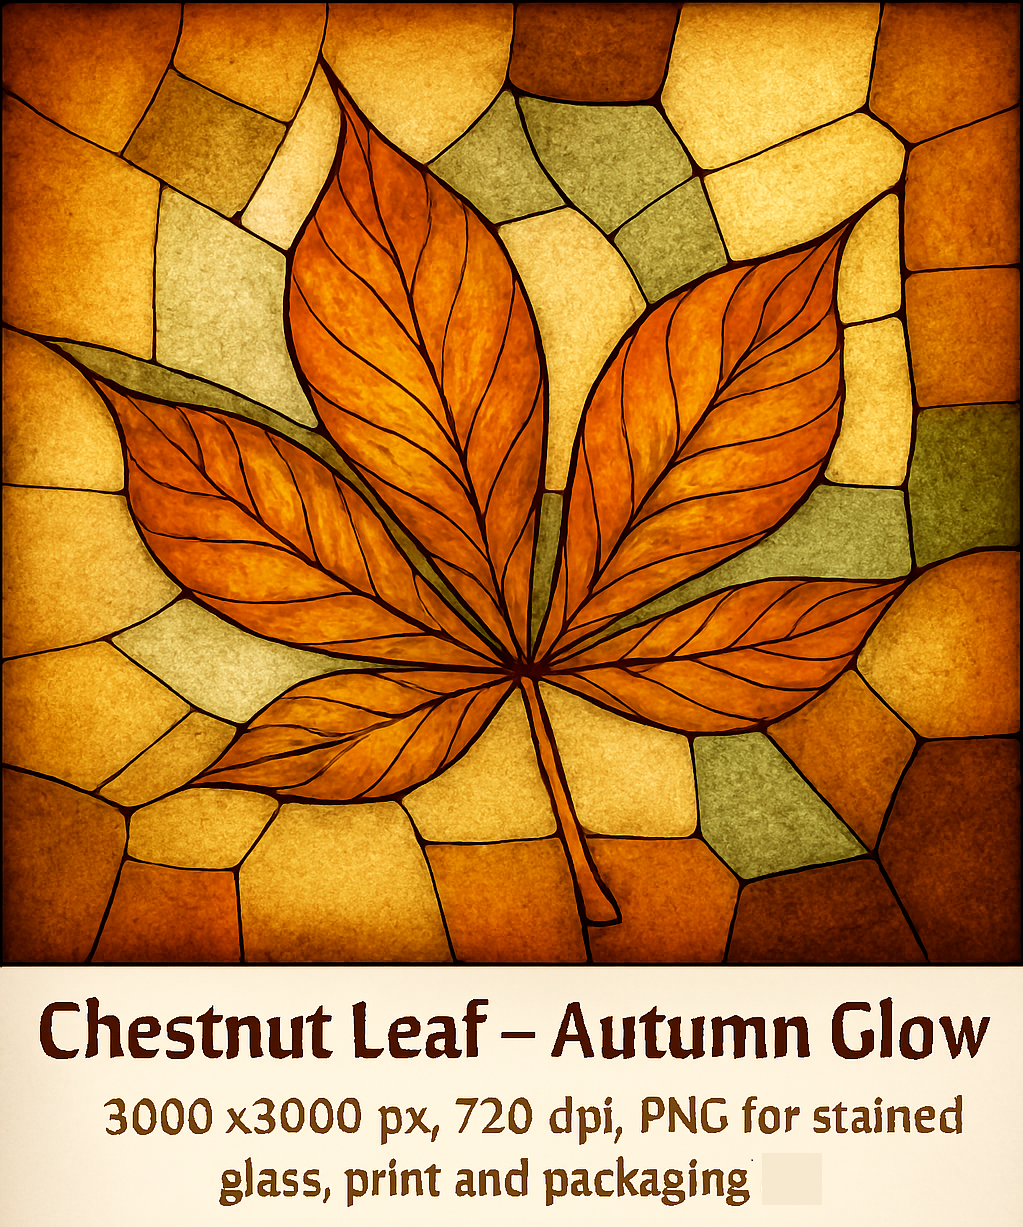 Chestnut Leaf – Autumn Glow
3000 x3000 px, 720 dpi, PNG for stained
glass, print and packaging